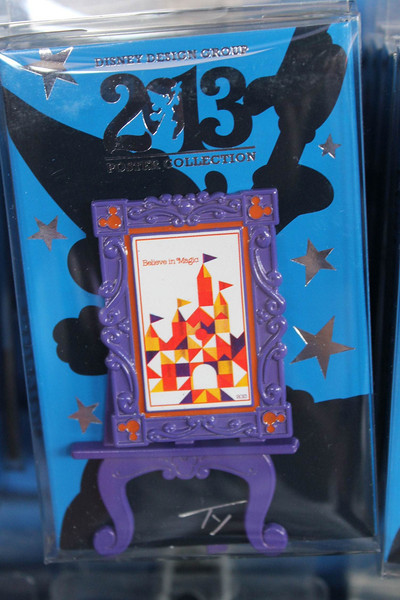 DISNEY DESIGN GROUP
2013
POSTER COLLECTION
Believe in Magic
Ty